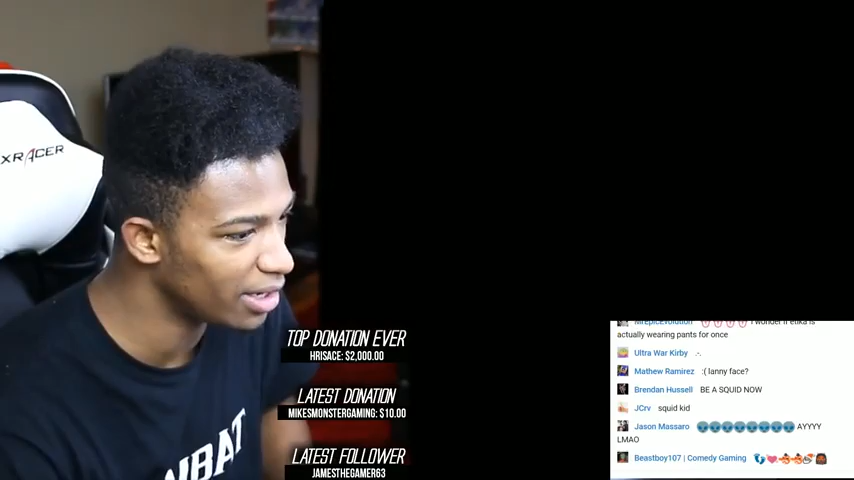 XRACER
TOP DONATION EVER
HRISACE: $2,000.00
LATEST DONATION
MIKESMONSTERGAMING: $10.00
LATEST FOLLOWER
JAMESTHEGAMER63
MBAT
MrEpicEvolution I wonder if etika is
actually wearing pants for once
Ultra War Kirby .-.
Mathew Ramirez :( lanny face?
Brendan Hussell BE A SQUID NOW
JCrv squid kid
Jason Massaro 👽👽👽👽👽👽👽👽 AYYYY
LMAO
Beastboy107 | Comedy Gaming